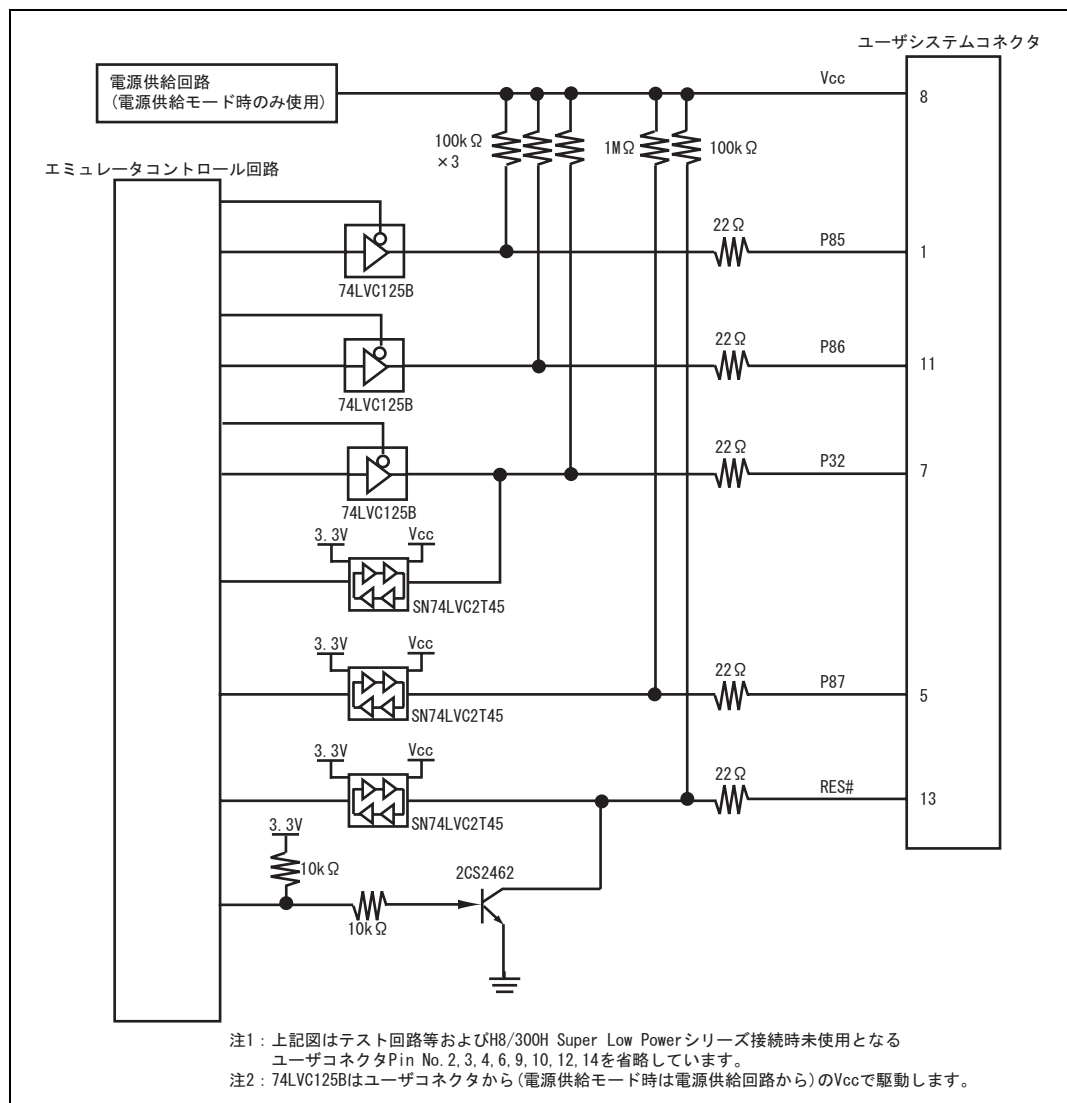 ユーザシステムコネクタ
電源供給回路
(電源供給モード時のみ使用)
Vcc
8
100kΩ
×3
1MΩ
100kΩ
エミュレータコントロール回路
22Ω
P85
1
74LVC125B
22Ω
P86
11
74LVC125B
22Ω
P32
7
74LVC125B
3.3V
Vcc
SN74LVC2T45
3.3V
Vcc
22Ω
P87
5
SN74LVC2T45
3.3V
Vcc
22Ω
RES#
13
SN74LVC2T45
3.3V
10kΩ
2CS2462
10kΩ
注1：上記図はテスト回路等およびH8/300H Super Low Powerシリーズ接続時未使用となる
ユーザコネクタPin No.2,3,4,6,9,10,12,14を省略しています。
注2：74LVC125Bはユーザコネクタから(電源供給モード時は電源供給回路から)のVccで駆動します。